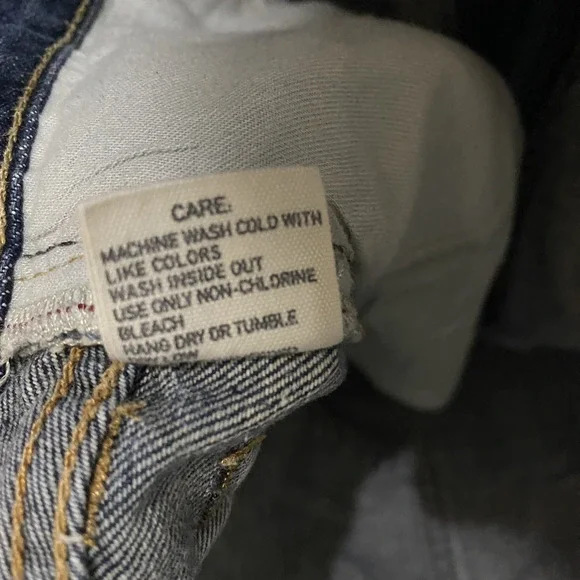 CARE:
MACHINE WASH COLD WITH
LIKE COLORS
WASH INSIDE OUT
USE ONLY NON-CHLORINE
BLEACH
HANG DRY OR TUMBLE
LOW